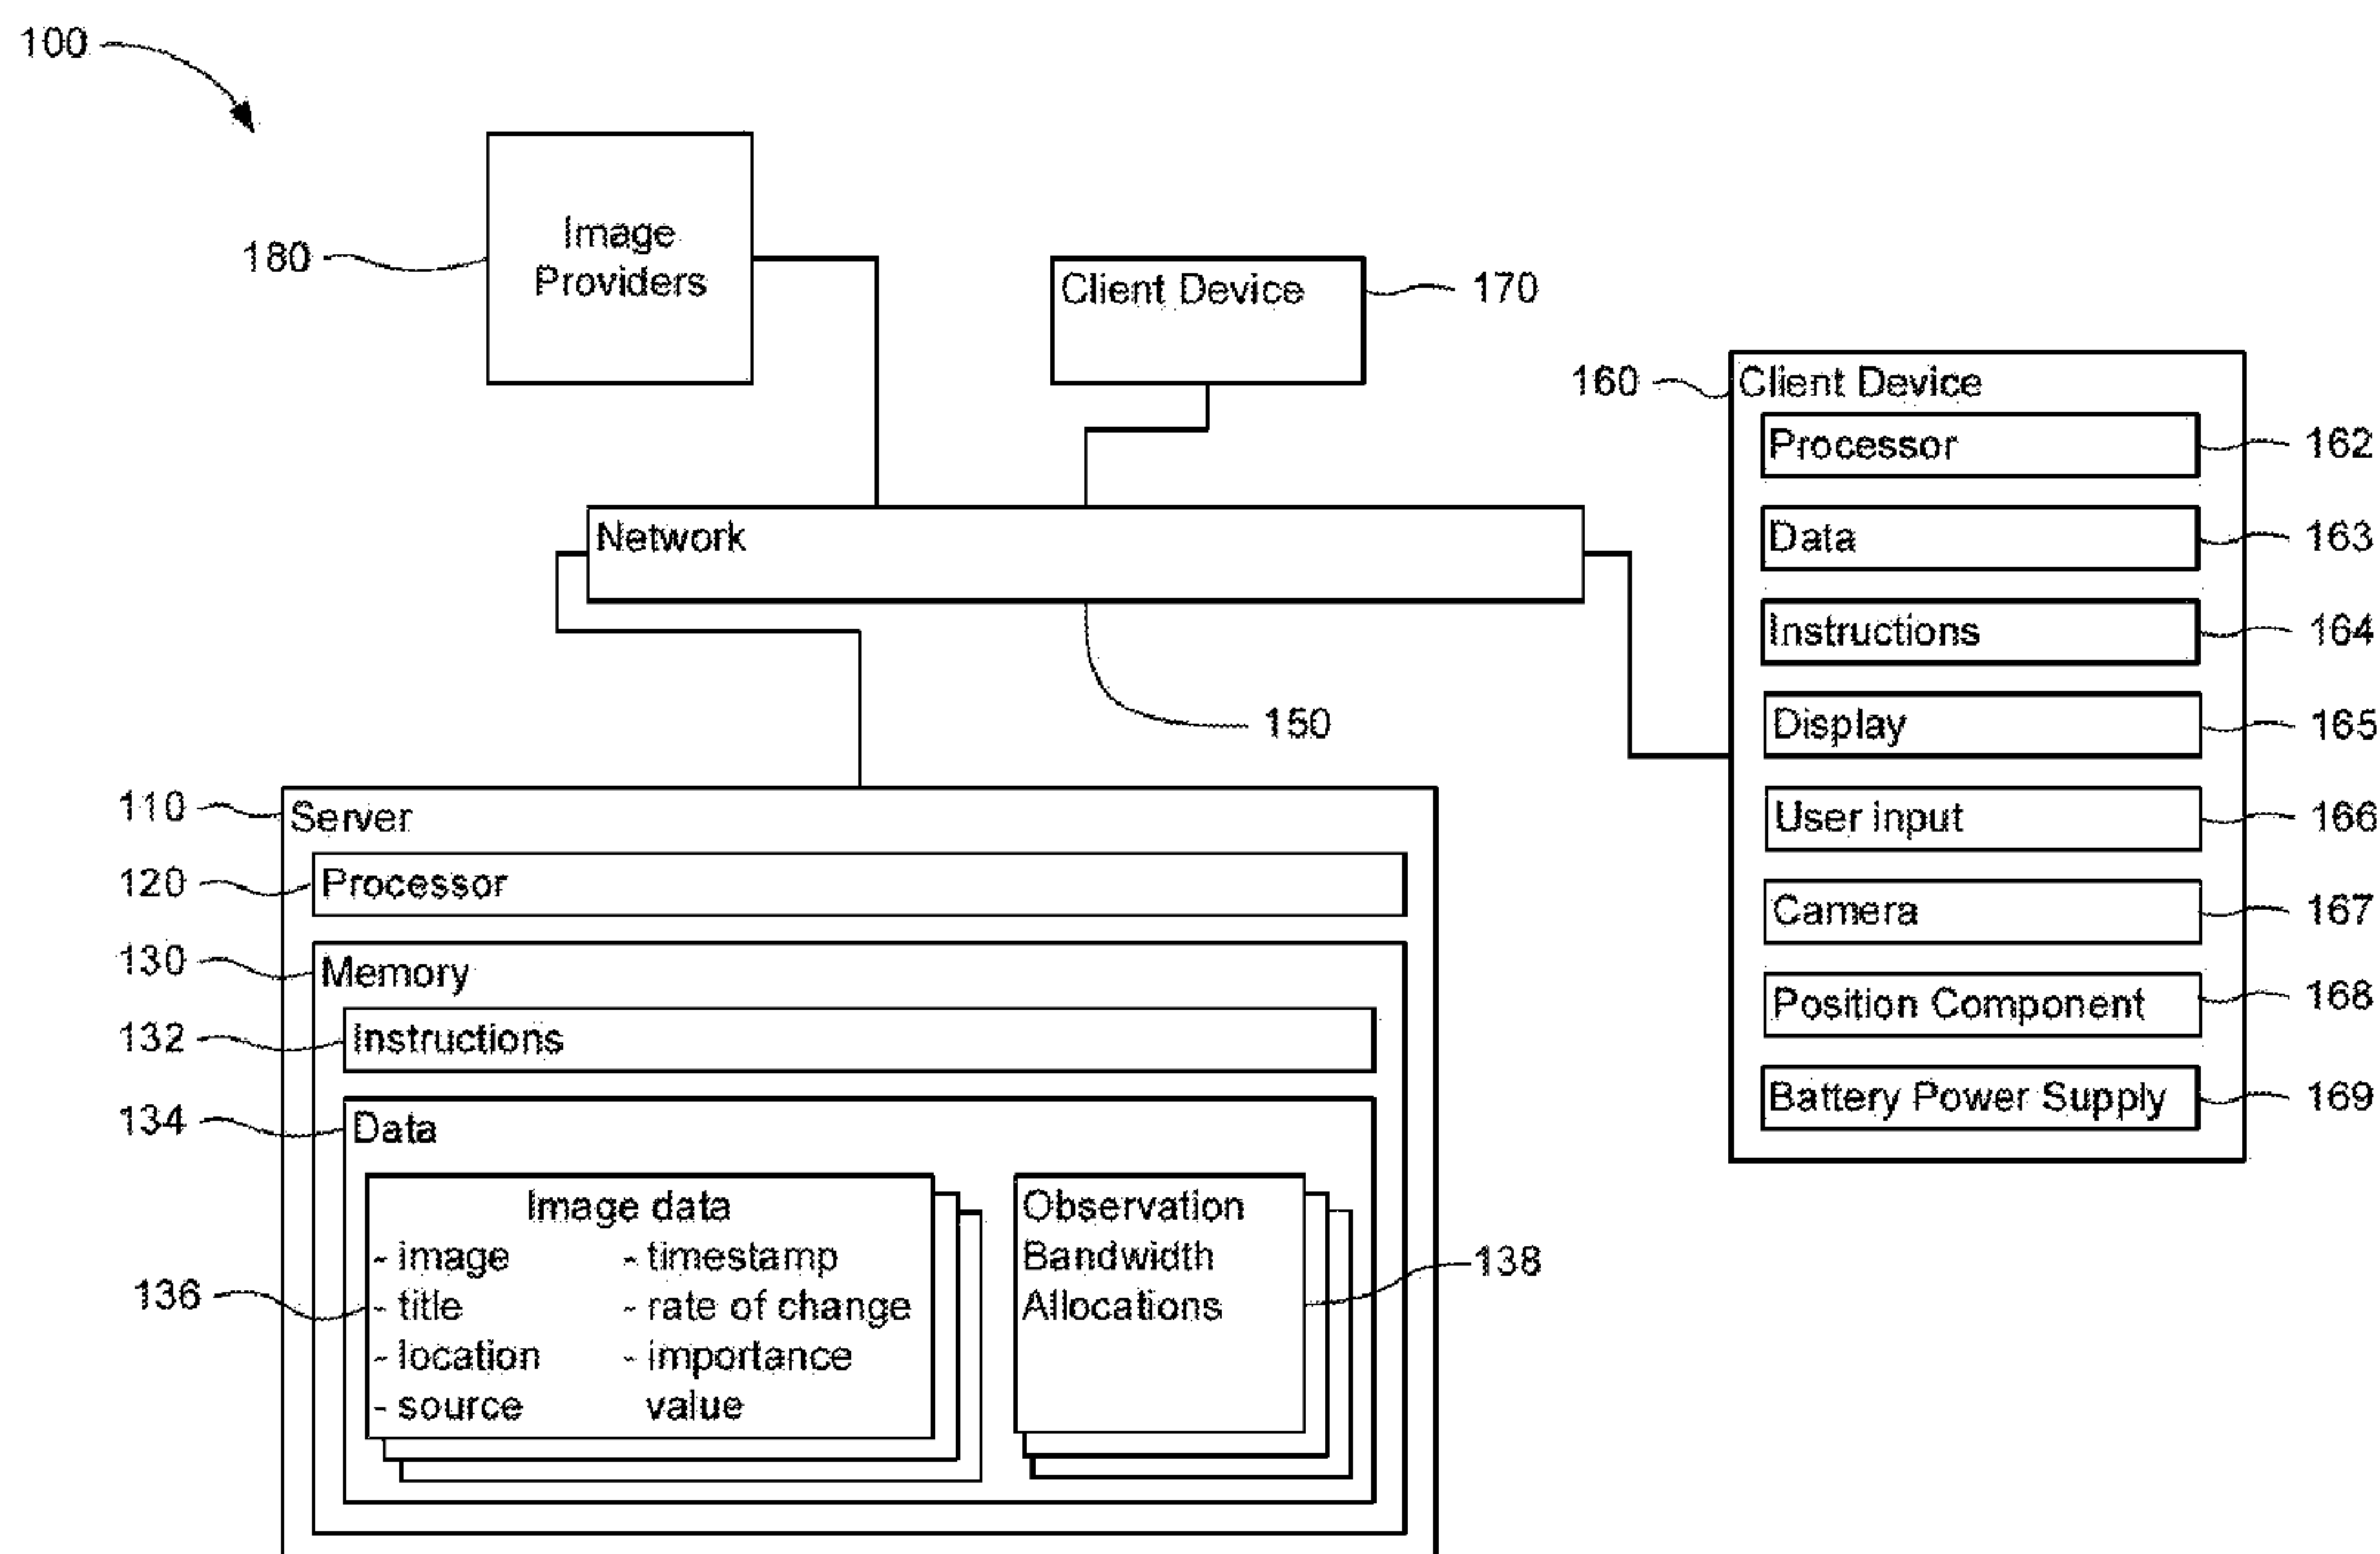 100
180
Image
Providers
Client Device
170
160
Client Device
Processor
162
Data
163
Instructions
164
Display
165
User input
166
Camera
167
Position Component
168
Battery Power Supply
169
Network
150
110
Server
120
Processor
130
Memory
132
Instructions
134
Data
136
Image data
- image
- timestamp
- title
- rate of change
- location
- importance
- source
value
Observation
Bandwidth
Allocations
138